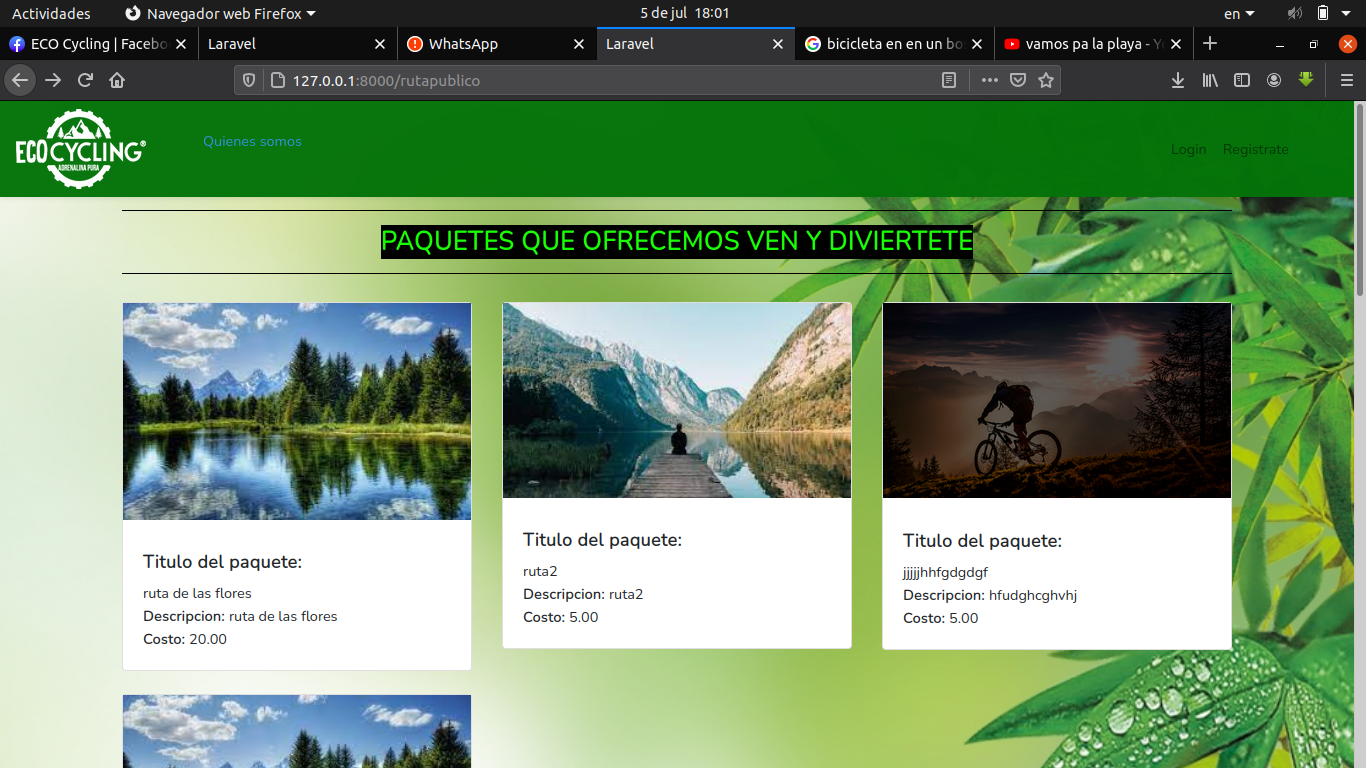 Actividades
Navegador web Firefox
5 de jul 18:01
en
ECO Cycling | Facebo
Laravel
WhatsApp
Laravel
bicicleta en en un bo
vamos pa la playa - Yo
127.0.0.1:8000/rutapublico
ECO CYCLING®
ADRENALINA PURA
Quienes somos
Login
Registrate
PAQUETES QUE OFRECEMOS VEN Y DIVIERTETE
Titulo del paquete:
ruta de las flores
Descripcion: ruta de las flores
Costo: 20.00
Titulo del paquete:
ruta2
Descripcion: ruta2
Costo: 5.00
Titulo del paquete:
jjjjjhhfgdgdgf
Descripcion: hfudghcghvhj
Costo: 5.00